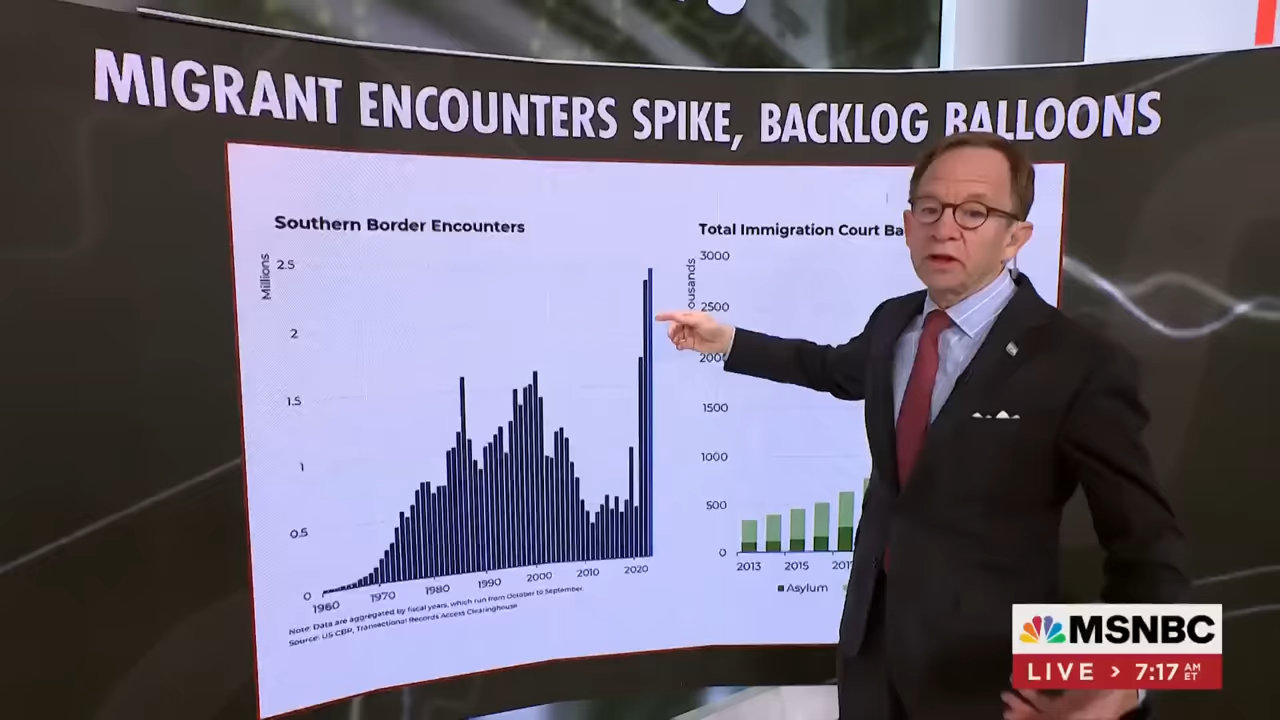 MIGRANT ENCOUNTERS SPIKE, BACKLOG BALLOONS
Southern Border Encounters
Millions
2.5
2
1.5
1
0.5
0
1960 1970 1980 1990 2000 2010 2020
Note: Data are aggregated by fiscal years, which run from October to September.
Source: US CBP, Transactional Records Access Clearinghouse
Total Immigration Court Ba
ousands
3000
2500
200
1500
1000
500
0
2013 2015 201
Asylum
MSNBC
LIVE > 7:17 AM ET